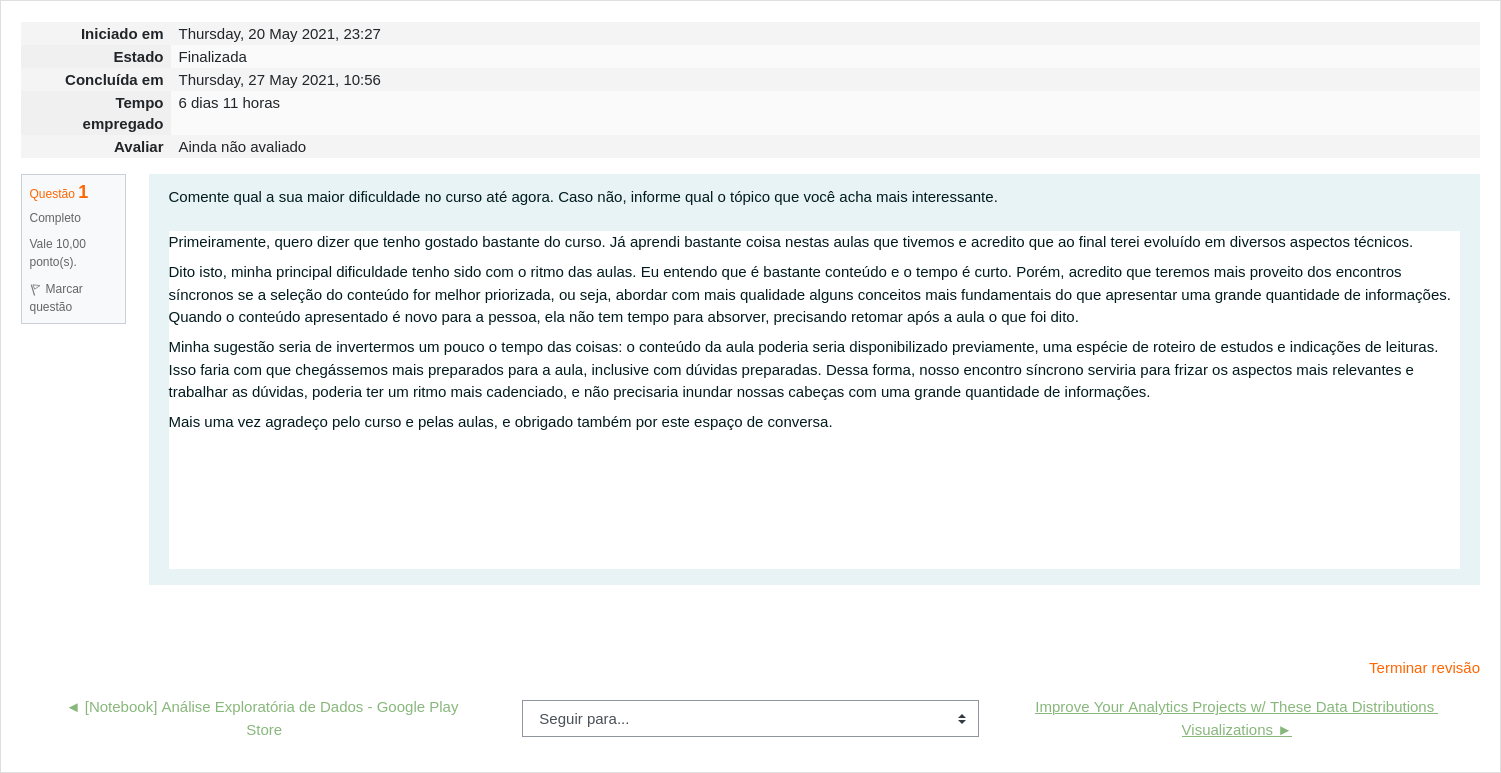 Iniciado em Thursday, 20 May 2021, 23:27
Estado Finalizada
Concluída em Thursday, 27 May 2021, 10:56
Tempo empregado 6 dias 11 horas
Avaliar Ainda não avaliado
Questão 1
Completo
Vale 10,00
ponto(s).
Marcar
questão
Comente qual a sua maior dificuldade no curso até agora. Caso não, informe qual o tópico que você acha mais interessante.
Primeiramente, quero dizer que tenho gostado bastante do curso. Já aprendi bastante coisa nestas aulas que tivemos e acredito que ao final terei evoluído em diversos aspectos técnicos.
Dito isto, minha principal dificuldade tenho sido com o ritmo das aulas. Eu entendo que é bastante conteúdo e o tempo é curto. Porém, acredito que teremos mais proveito dos encontros
síncronos se a seleção do conteúdo for melhor priorizada, ou seja, abordar com mais qualidade alguns conceitos mais fundamentais do que apresentar uma grande quantidade de informações.
Quando o conteúdo apresentado é novo para a pessoa, ela não tem tempo para absorver, precisando retomar após a aula o que foi dito.
Minha sugestão seria de invertermos um pouco o tempo das coisas: o conteúdo da aula poderia seria disponibilizado previamente, uma espécie de roteiro de estudos e indicações de leituras.
Isso faria com que chegássemos mais preparados para a aula, inclusive com dúvidas preparadas. Dessa forma, nosso encontro síncrono serviria para frizar os aspectos mais relevantes e
trabalhar as dúvidas, poderia ter um ritmo mais cadenciado, e não precisaria inundar nossas cabeças com uma grande quantidade de informações.
Mais uma vez agradeço pelo curso e pelas aulas, e obrigado também por este espaço de conversa.
Terminar revisão
◄ [Notebook] Análise Exploratória de Dados - Google Play
Store
Seguir para...
Improve Your Analytics Projects w/ These Data Distributions
Visualizations ►